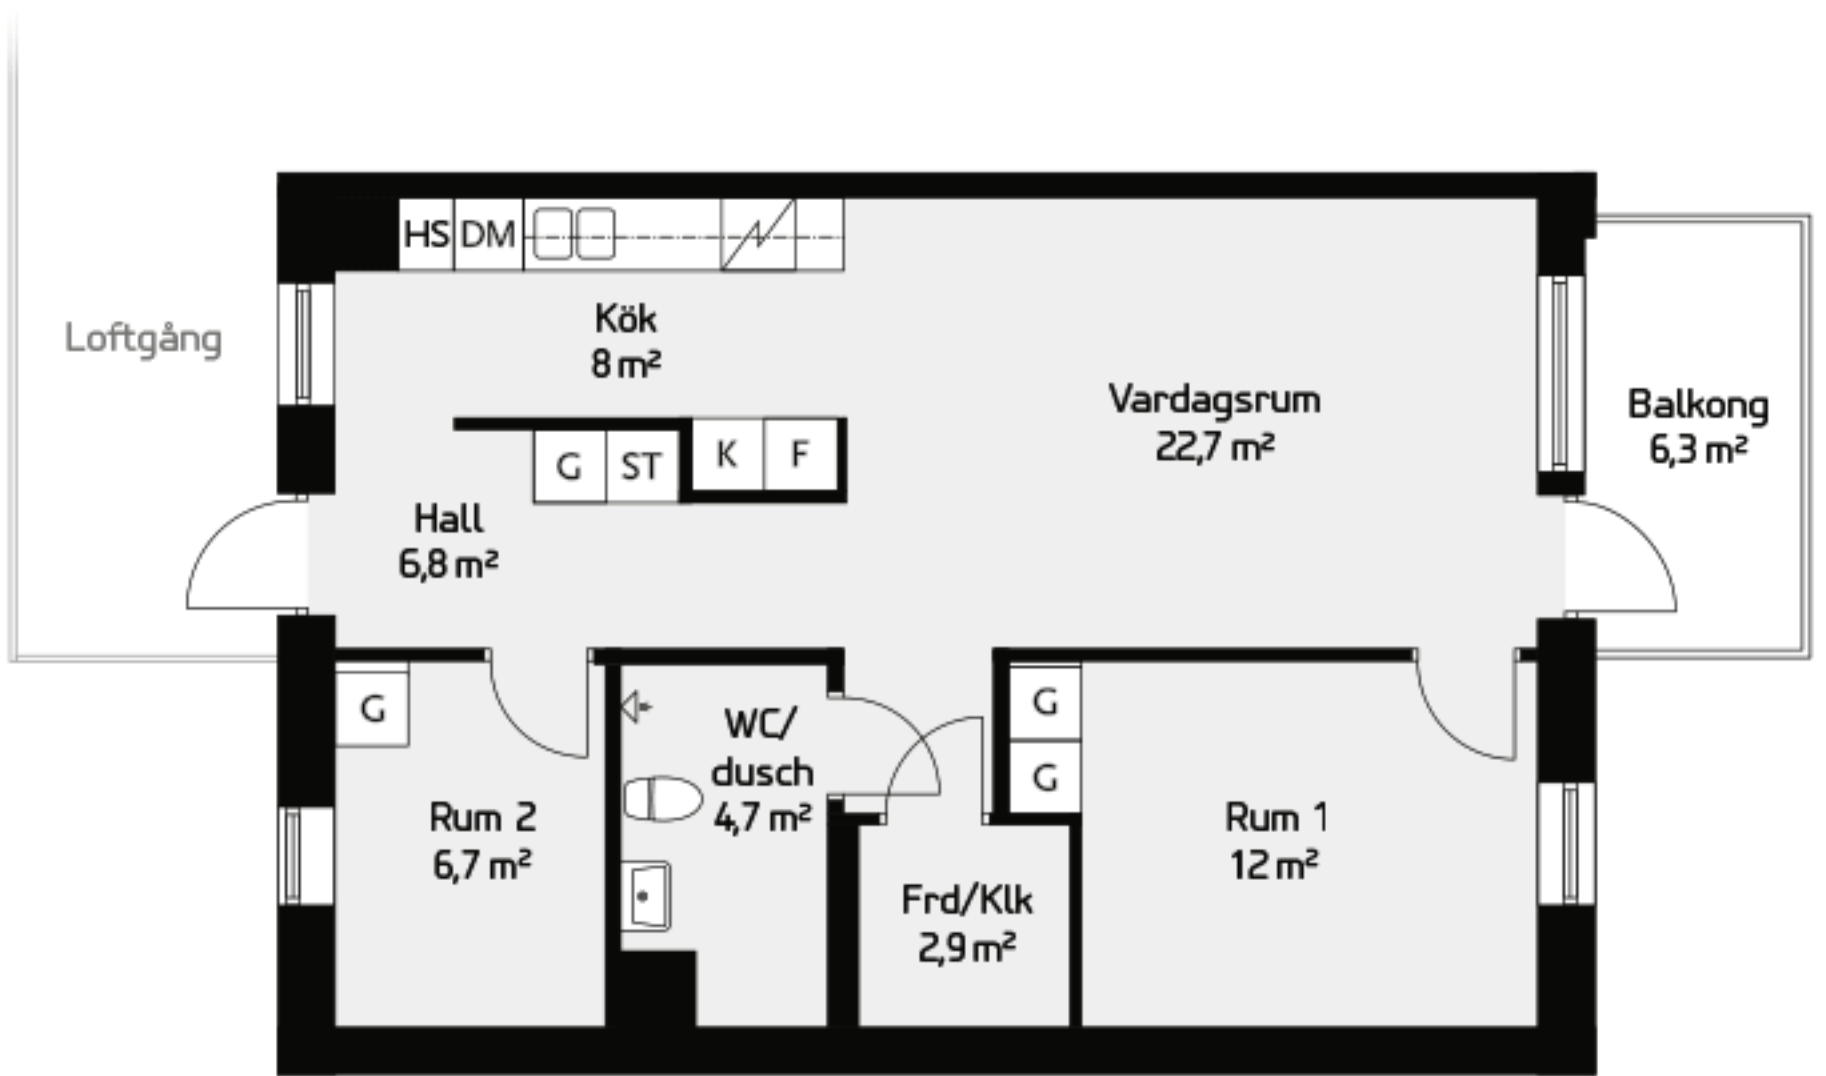 HS DM
Kök
8 m²
Loftgång
Vardagsrum
22,7 m²
Balkong
6,3 m²
G ST K F
Hall
6,8 m²
G
Rum 2
6,7 m²
WC/
dusch
4,7 m²
G
G
Frd/Klk
2,9 m²
Rum 1
12 m²